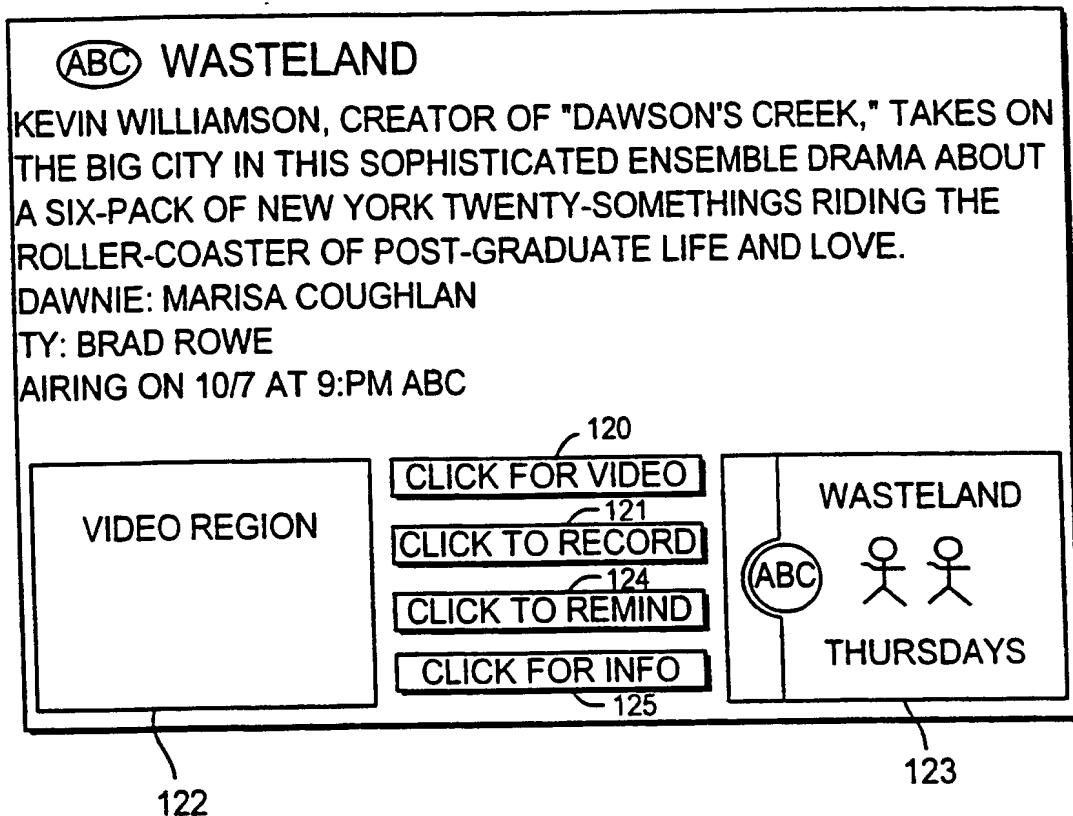 ABC WASTELAND
KEVIN WILLIAMSON, CREATOR OF "DAWSON'S CREEK," TAKES ON
THE BIG CITY IN THIS SOPHISTICATED ENSEMBLE DRAMA ABOUT
A SIX-PACK OF NEW YORK TWENTY-SOMETHINGS RIDING THE
ROLLER-COASTER OF POST-GRADUATE LIFE AND LOVE.
DAWNIE: MARISA COUGHLAN
TY: BRAD ROWE
AIRING ON 10/7 AT 9:PM ABC
VIDEO REGION
122
120
CLICK FOR VIDEO
121
CLICK TO RECORD
124
CLICK TO REMIND
CLICK FOR INFO
125
WASTELAND
ABC
THURSDAYS
123